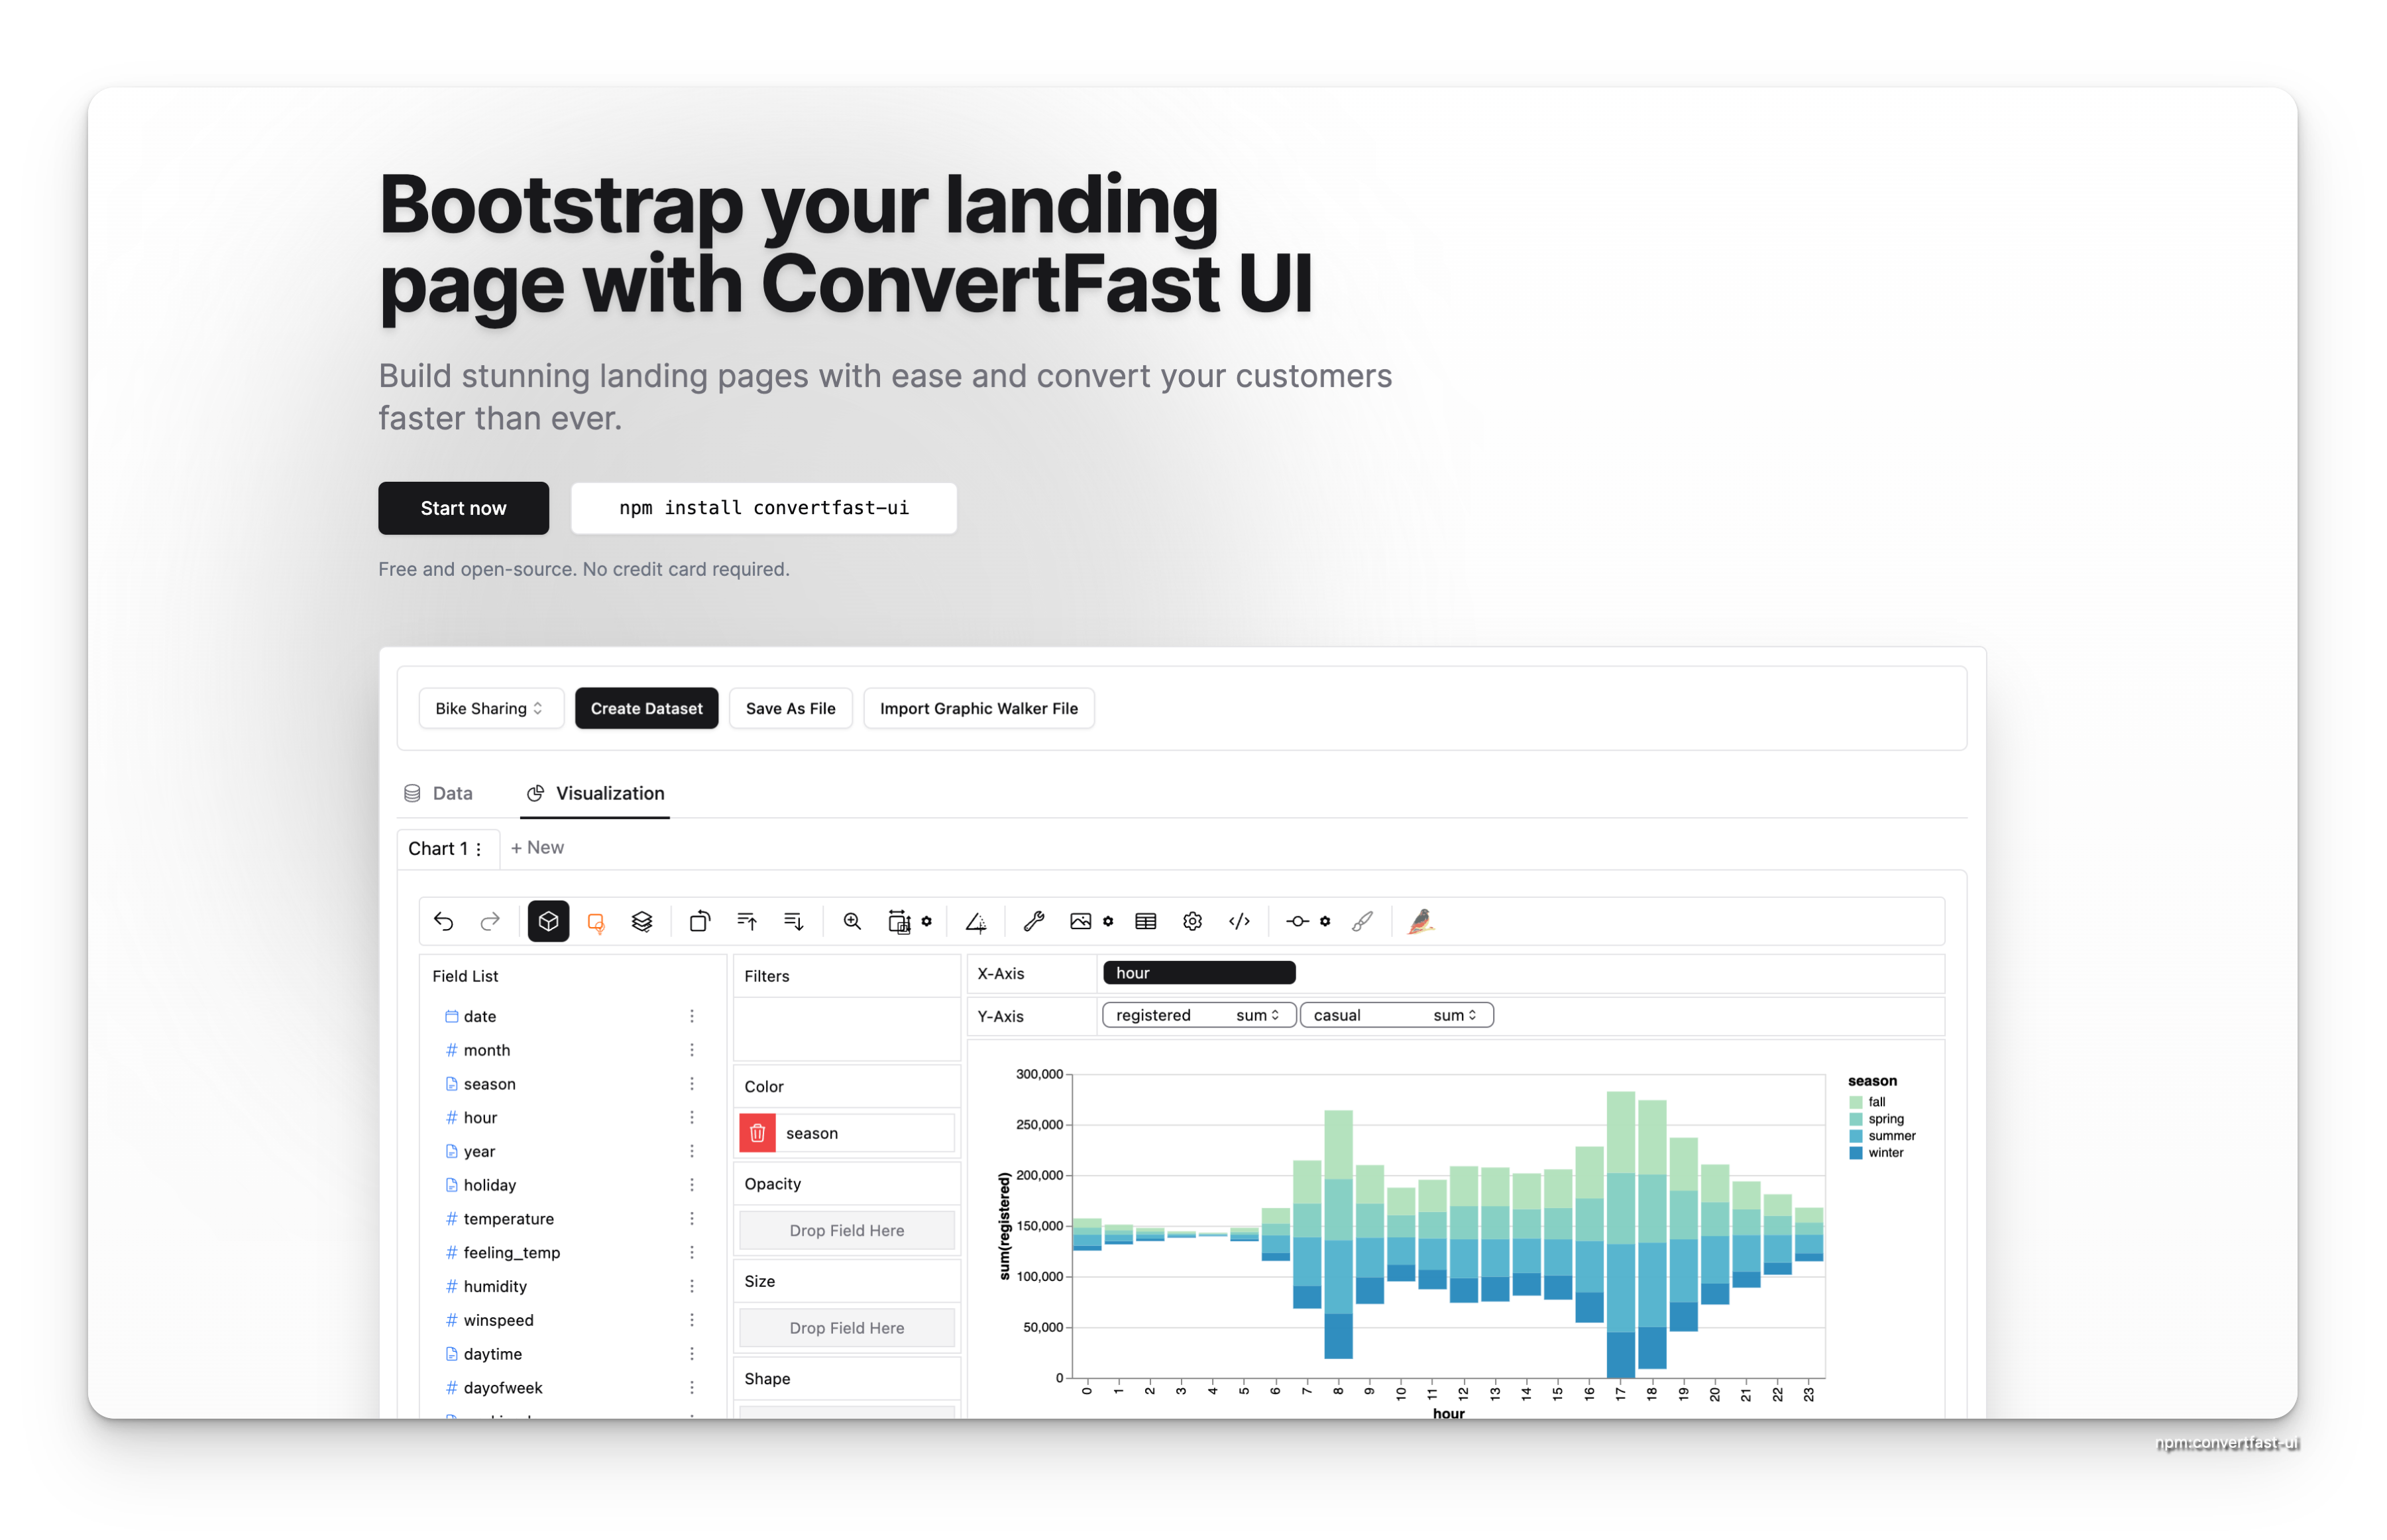 Bootstrap your landing
page with ConvertFast UI
Build stunning landing pages with ease and convert your customers
faster than ever.
Start now
npm install convertfast-ui
Free and open-source. No credit card required.
Bike Sharing
Create Dataset
Save As File
Import Graphic Walker File
Data
Visualization
Chart 1
+ New
Field List
date
month
season
hour
year
holiday
temperature
feeling_temp
humidity
winspeed
daytime
dayofweek
Filters
Color
season
Opacity
Drop Field Here
Size
Drop Field Here
Shape
X-Axis
hour
Y-Axis
registered sum
casual sum
300,000
250,000
200,000
150,000
100,000
50,000
0
sum(registered)
0 1 2 3 4 5 6 7 8 9 10 11 12 13 14 15 16 17 18 19 20 21 22 23
hour
season
fall
spring
summer
winter
npm:convertfast-ui